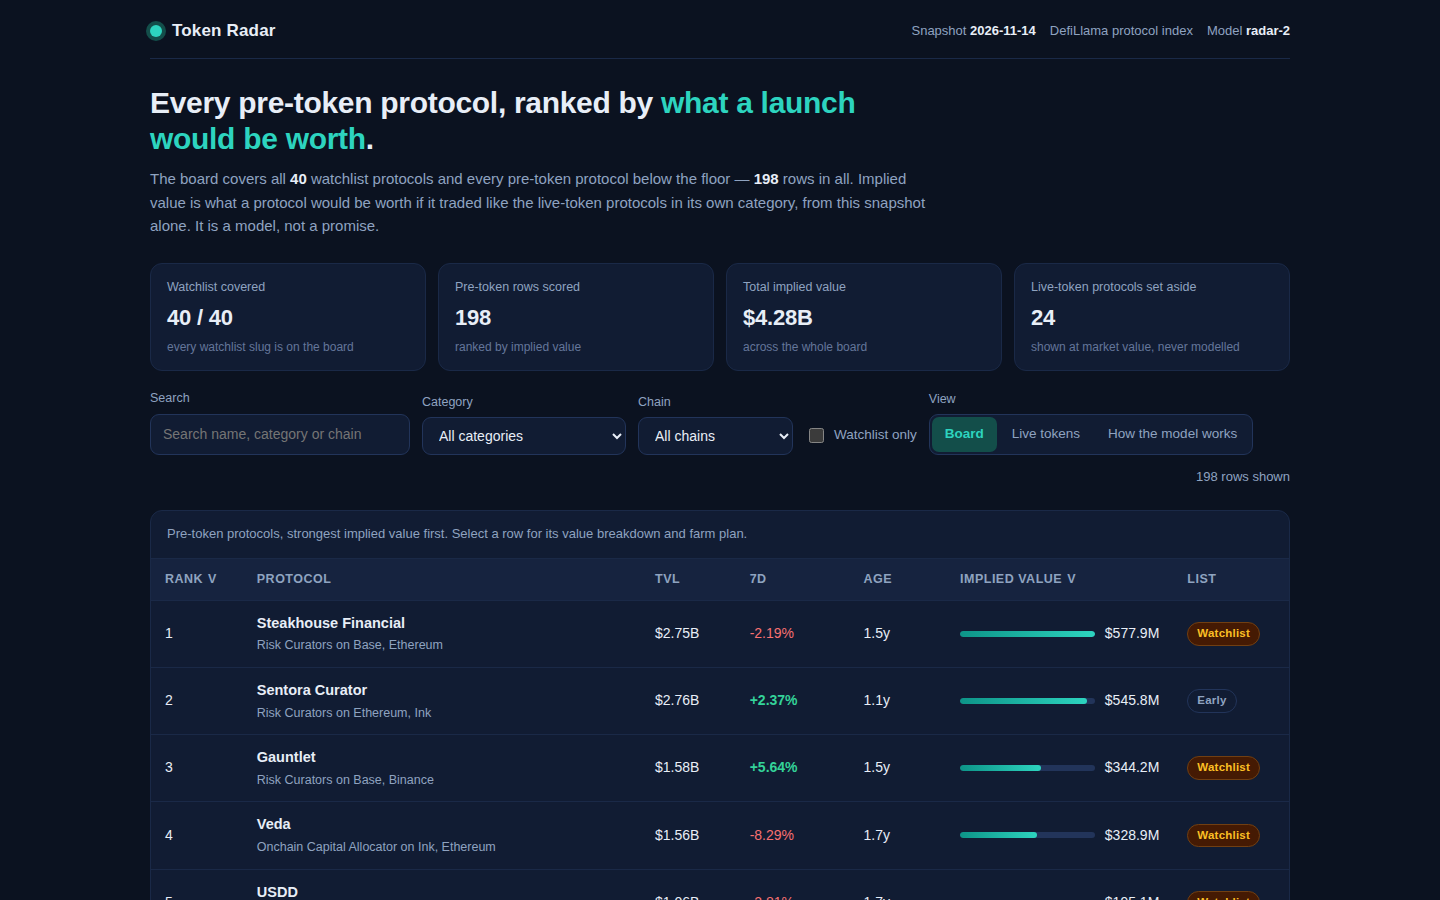 Token Radar
Snapshot 2026-11-14 DefiLlama protocol index Model radar-2
Every pre-token protocol, ranked by what a launch
would be worth.
The board covers all 40 watchlist protocols and every pre-token protocol below the floor — 198 rows in all. Implied
value is what a protocol would be worth if it traded like the live-token protocols in its own category, from this snapshot
alone. It is a model, not a promise.
Watchlist covered
40 / 40
every watchlist slug is on the board
Pre-token rows scored
198
ranked by implied value
Total implied value
$4.28B
across the whole board
Live-token protocols set aside
24
shown at market value, never modelled
Search
Search name, category or chain
Category
All categories
Chain
All chains
Watchlist only
View
Board Live tokens How the model works
198 rows shown
Pre-token protocols, strongest implied value first. Select a row for its value breakdown and farm plan.
RANK V PROTOCOL TVL 7D AGE IMPLIED VALUE V LIST
1 Steakhouse Financial $2.75B -2.19% 1.5y $577.9M Watchlist
Risk Curators on Base, Ethereum
2 Sentora Curator $2.76B +2.37% 1.1y $545.8M Early
Risk Curators on Ethereum, Ink
3 Gauntlet $1.58B +5.64% 1.5y $344.2M Watchlist
Risk Curators on Base, Binance
4 Veda $1.56B -8.29% 1.7y $328.9M Watchlist
Onchain Capital Allocator on Ink, Ethereum
USDD